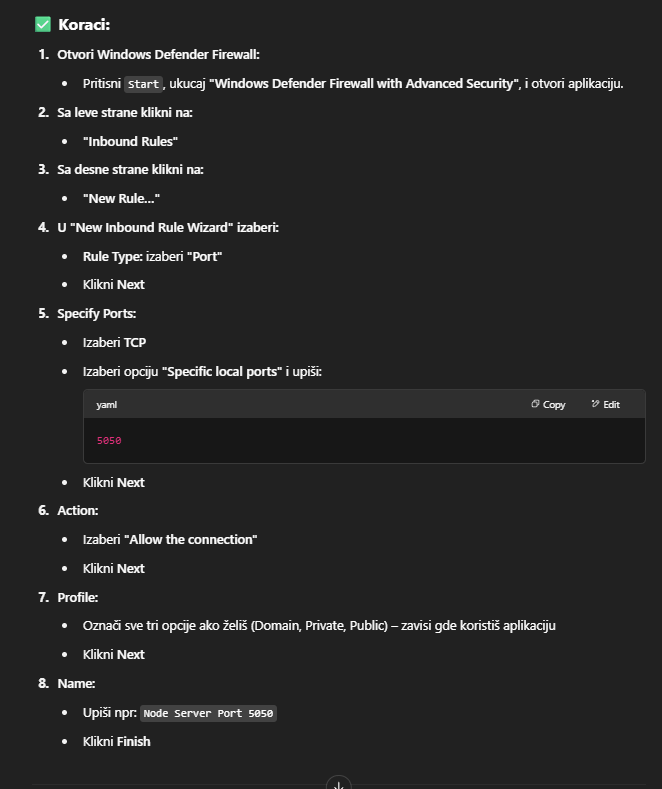 ✅ Koraci:
1. Otvori Windows Defender Firewall:
• Pritisni Start, ukucaj "Windows Defender Firewall with Advanced Security", i otvori aplikaciju.
2. Sa leve strane klikni na:
• "Inbound Rules"
3. Sa desne strane klikni na:
• "New Rule..."
4. U "New Inbound Rule Wizard" izaberi:
• Rule Type: izaberi "Port"
• Klikni Next
5. Specify Ports:
• Izaberi TCP
• Izaberi opciju "Specific local ports" i upiši:
yaml Copy Edit
5050
• Klikni Next
6. Action:
• Izaberi "Allow the connection"
• Klikni Next
7. Profile:
• Označi sve tri opcije ako želiš (Domain, Private, Public) – zavisi gde koristiš aplikaciju
• Klikni Next
8. Name:
• Upiši npr: Node Server Port 5050
• Klikni Finish